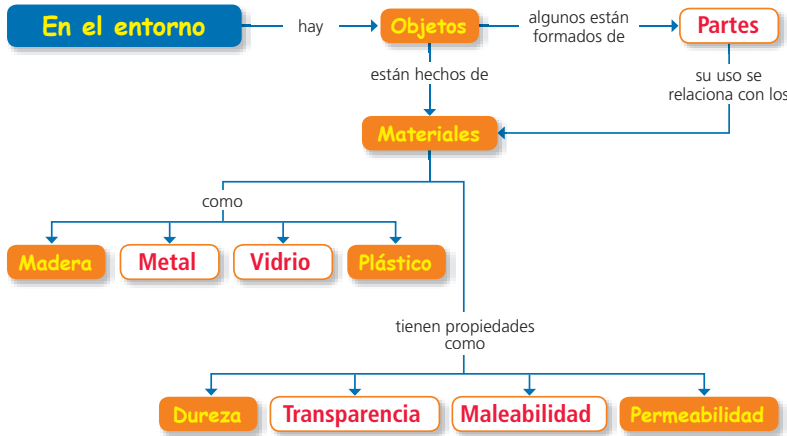 En el entorno
hay
Objetos
algunos están
formados de
Partes
están hechos de
su uso se
relaciona con los
Materiales
como
Madera
Metal
Vidrio
Plástico
tienen propiedades
como
Dureza
Transparencia
Maleabilidad
Permeabilidad